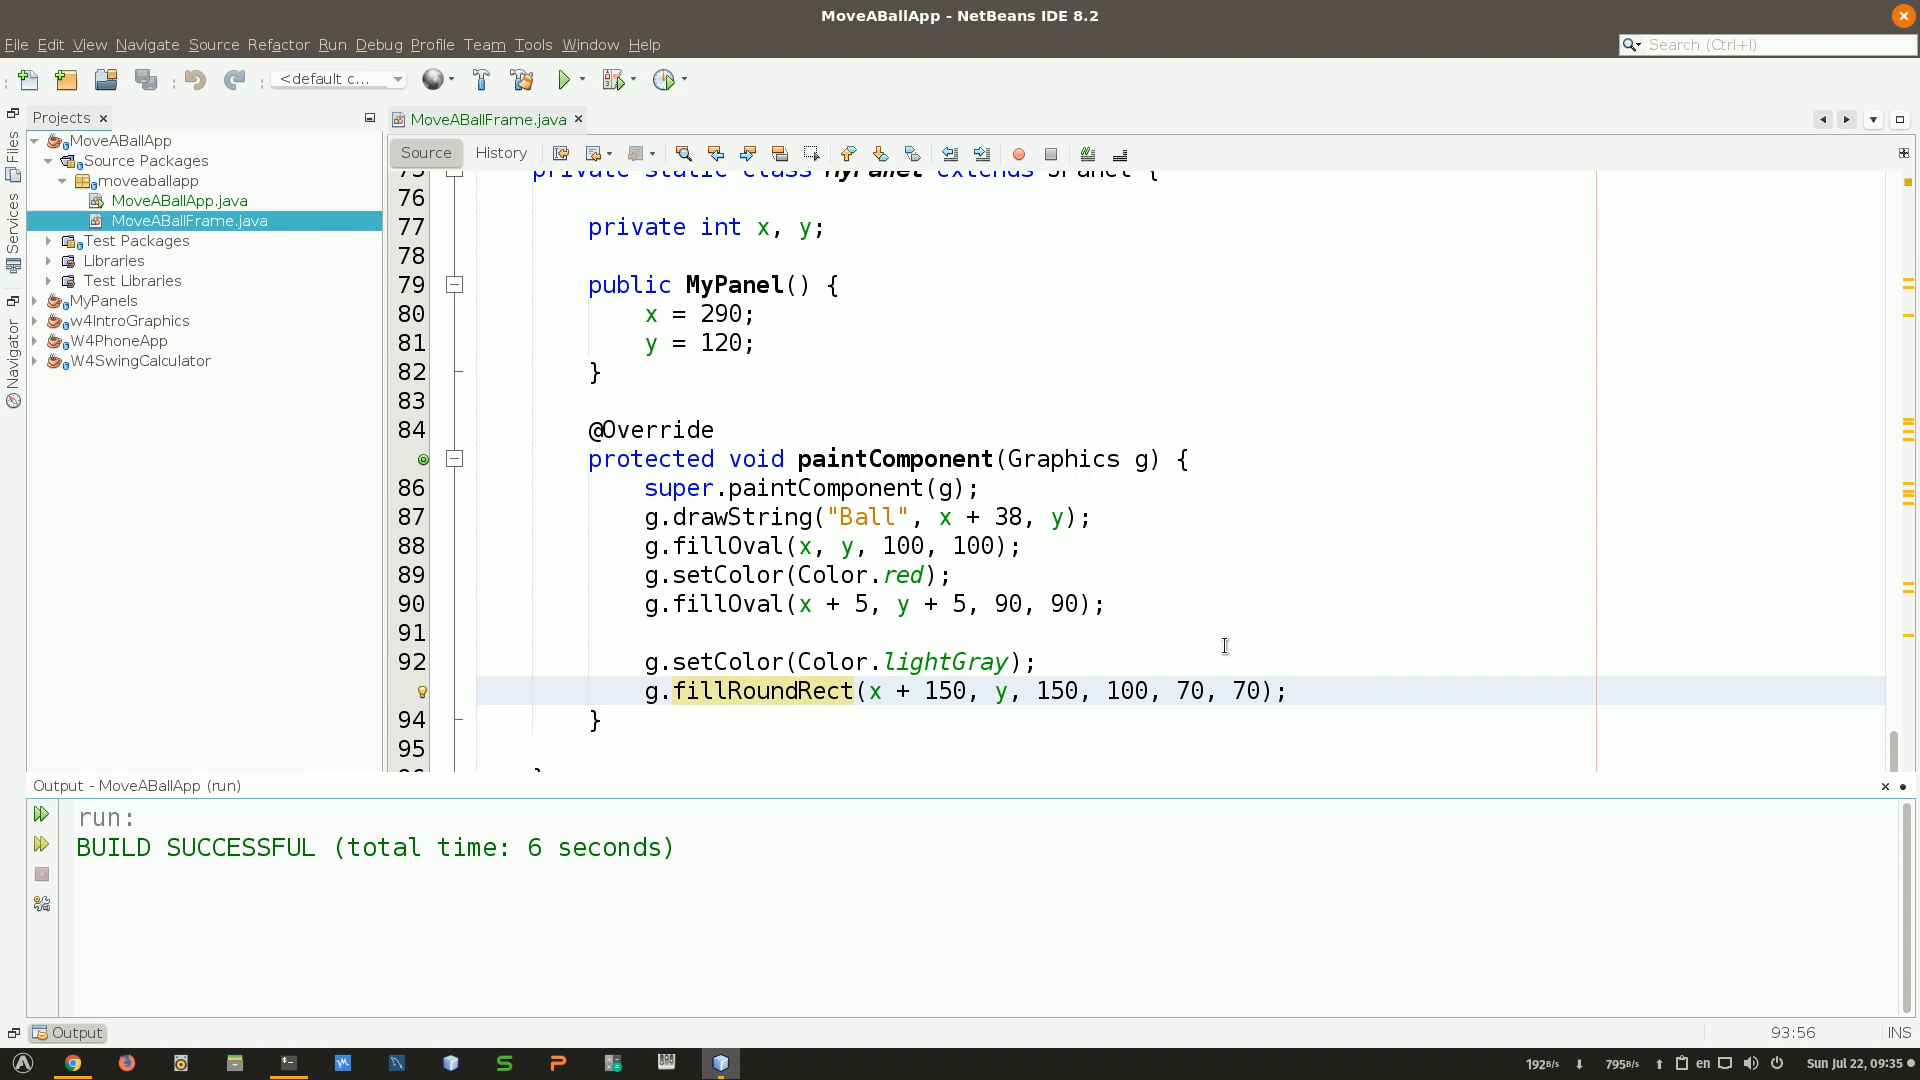 MoveABallApp - NetBeans IDE 8.2
File Edit View Navigate Source Refactor Run Debug Profile Team Tools Window Help
Search (Ctrl+I)
<default c...
Files
Services
Navigator
Projects
MoveABallApp
Source Packages
moveaballapp
MoveABallApp.java
MoveABallFrame.java
Test Packages
Libraries
Test Libraries
MyPanels
w4IntroGraphics
W4PhoneApp
W4SwingCalculator
MoveABallFrame.java
Source History
75 private static class MyPanel extends JPanel {
76
77 private int x, y;
78
79 public MyPanel() {
80 x = 290;
81 y = 120;
82 }
83
84 @Override
protected void paintComponent(Graphics g) {
86 super.paintComponent(g);
87 g.drawString("Ball", x + 38, y);
88 g.fillOval(x, y, 100, 100);
89 g.setColor(Color.red);
90 g.fillOval(x + 5, y + 5, 90, 90);
91
92 g.setColor(Color.lightGray);
g.fillRoundRect(x + 150, y, 150, 100, 70, 70);
94 }
95
96 }
Output - MoveABallApp (run)
run:
BUILD SUCCESSFUL (total time: 6 seconds)
Output
93:56 INS
192B/s 795B/s en Sun Jul 22, 09:35